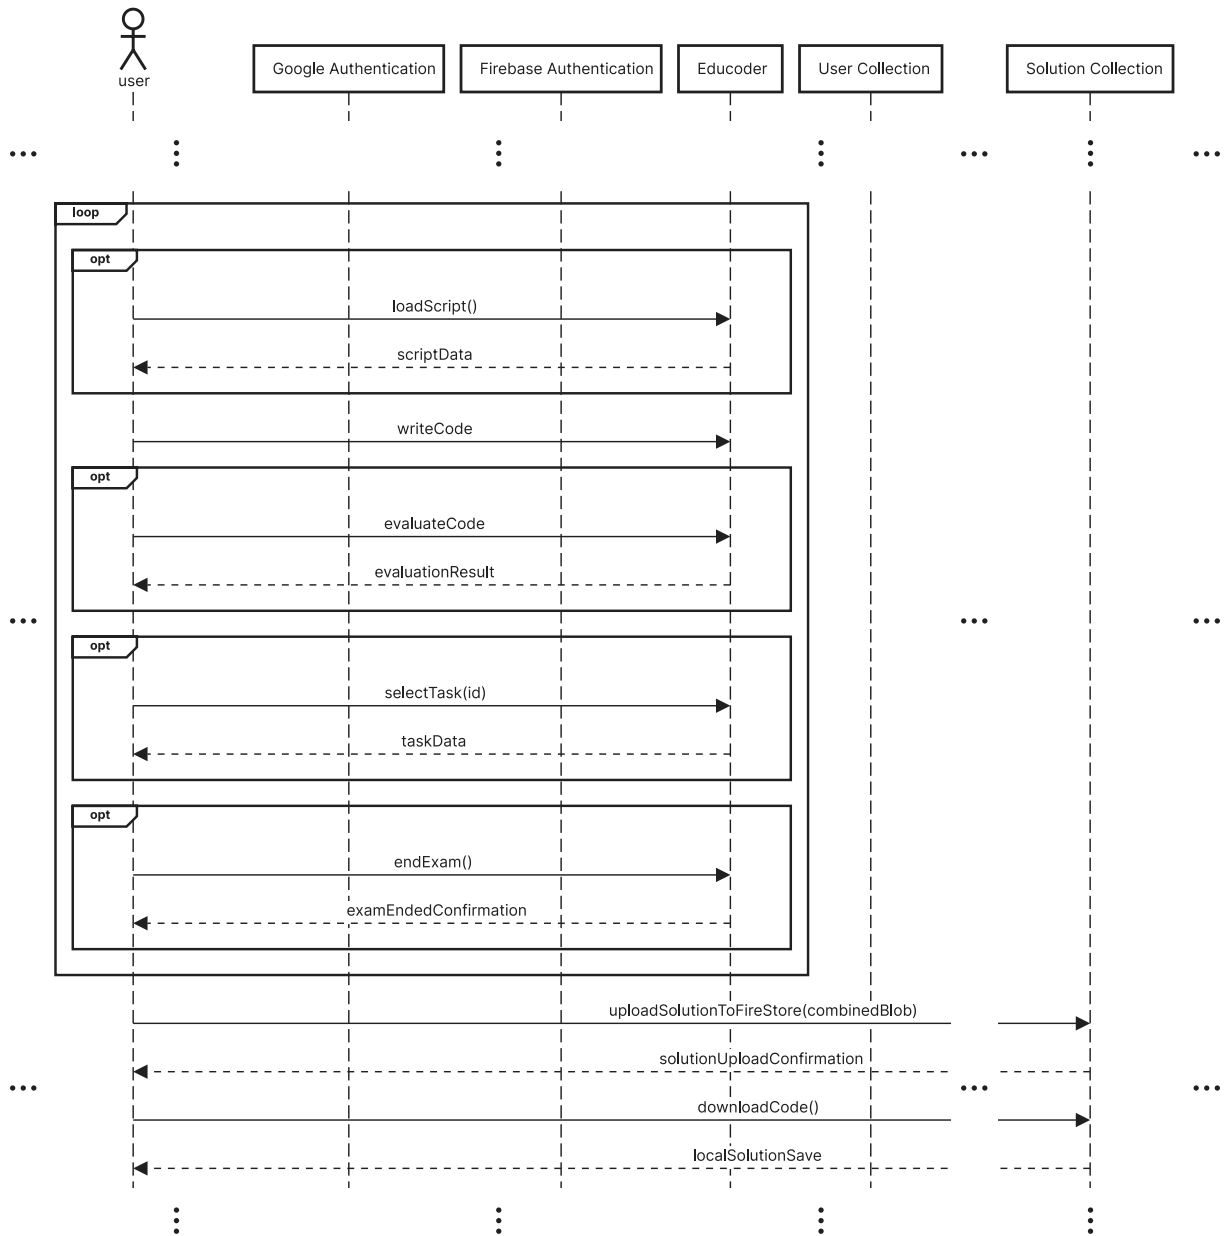 user
Google Authentication
Firebase Authentication
Educoder
User Collection
Solution Collection
loop
opt
loadScript()
scriptData
writeCode
opt
evaluateCode
evaluationResult
opt
selectTask(id)
taskData
opt
endExam()
examEndedConfirmation
uploadSolutionToFireStore(combinedBlob)
solutionUploadConfirmation
downloadCode()
localSolutionSave